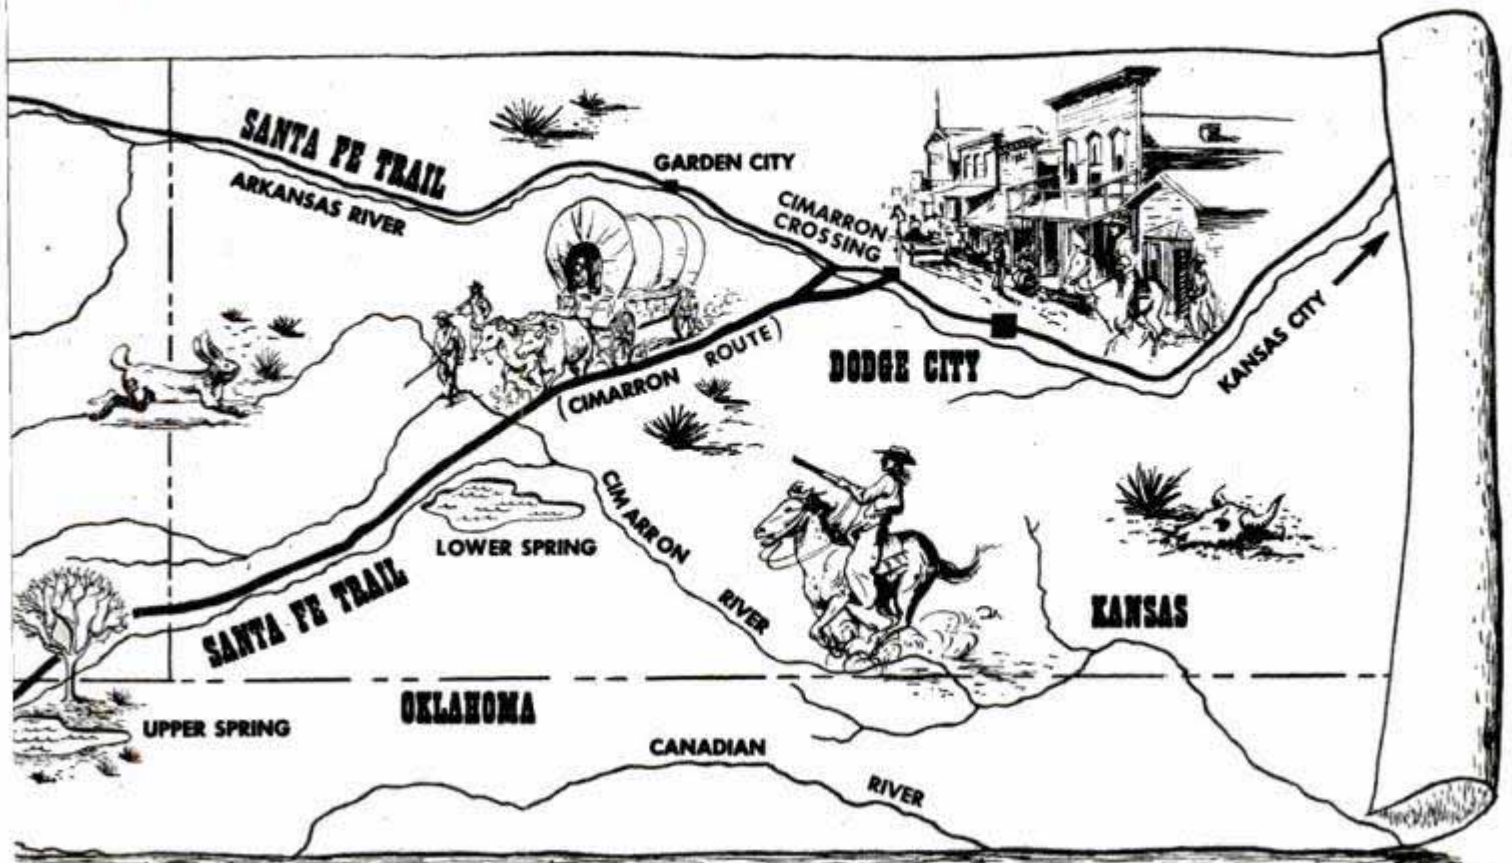 SANTA FE TRAIL
ARKANSAS RIVER
GARDEN CITY
CIMARRON
CROSSING
DODGE CITY
KANSAS CITY
(CIMARRON ROUTE)
LOWER SPRING
CIMARRON RIVER
SANTA FE TRAIL
KANSAS
OKLAHOMA
UPPER SPRING
CANADIAN RIVER